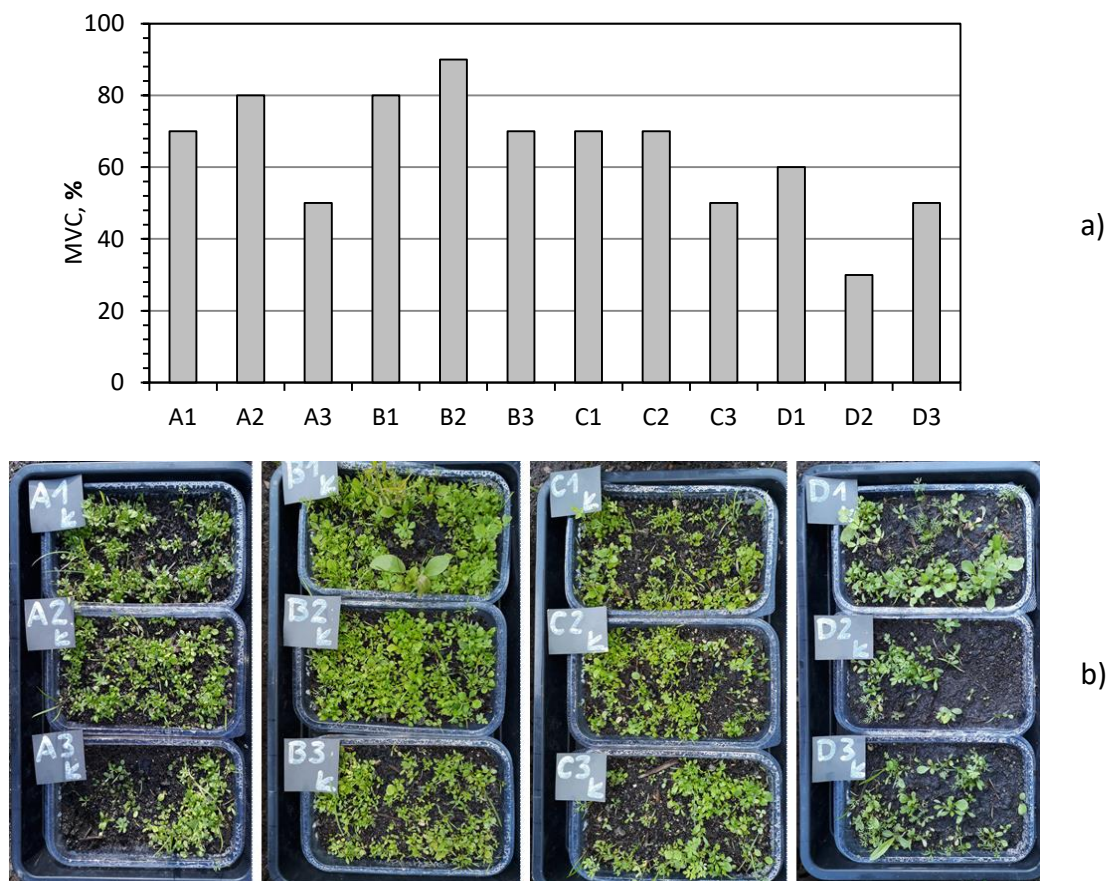 100
80
60
40
20
0
MVC, %
A1 A2 A3 B1 B2 B3 C1 C2 C3 D1 D2 D3
a)
A1
B1
C1
D1
A2
B2
C2
D2
A3
B3
C3
D3
b)